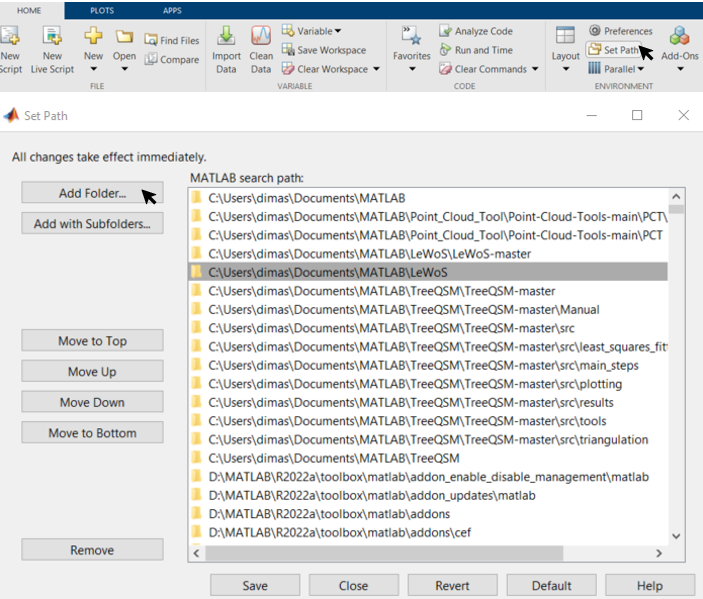 HOME PLOTS APPS
New Script
New Live Script
New
Open
Find Files
Compare
FILE
Import Data
Clean Data
Variable
Save Workspace
Clear Workspace
VARIABLE
Favorites
Analyze Code
Run and Time
Clear Commands
CODE
Layout
Preferences
Set Path
Parallel
ENVIRONMENT
Add-Ons
Set Path
All changes take effect immediately.
MATLAB search path:
Add Folder...
Add with Subfolders...
Move to Top
Move Up
Move Down
Move to Bottom
Remove
C:\Users\dimas\Documents\MATLAB
C:\Users\dimas\Documents\MATLAB\Point_Cloud_Tool\Point-Cloud-Tools-main\PCT\
C:\Users\dimas\Documents\MATLAB\Point_Cloud_Tool\Point-Cloud-Tools-main\PCT
C:\Users\dimas\Documents\MATLAB\LeWoS\LeWoS-master
C:\Users\dimas\Documents\MATLAB\LeWoS
C:\Users\dimas\Documents\MATLAB\TreeQSM\TreeQSM-master
C:\Users\dimas\Documents\MATLAB\TreeQSM\TreeQSM-master\Manual
C:\Users\dimas\Documents\MATLAB\TreeQSM\TreeQSM-master\src
C:\Users\dimas\Documents\MATLAB\TreeQSM\TreeQSM-master\src\least_squares_fit
C:\Users\dimas\Documents\MATLAB\TreeQSM\TreeQSM-master\src\main_steps
C:\Users\dimas\Documents\MATLAB\TreeQSM\TreeQSM-master\src\plotting
C:\Users\dimas\Documents\MATLAB\TreeQSM\TreeQSM-master\src\results
C:\Users\dimas\Documents\MATLAB\TreeQSM\TreeQSM-master\src\tools
C:\Users\dimas\Documents\MATLAB\TreeQSM\TreeQSM-master\src\triangulation
C:\Users\dimas\Documents\MATLAB\TreeQSM
D:\MATLAB\R2022a\toolbox\matlab\addon_enable_disable_management\matlab
D:\MATLAB\R2022a\toolbox\matlab\addon_updates\matlab
D:\MATLAB\R2022a\toolbox\matlab\addons
D:\MATLAB\R2022a\toolbox\matlab\addons\cef
Save Close Revert Default Help